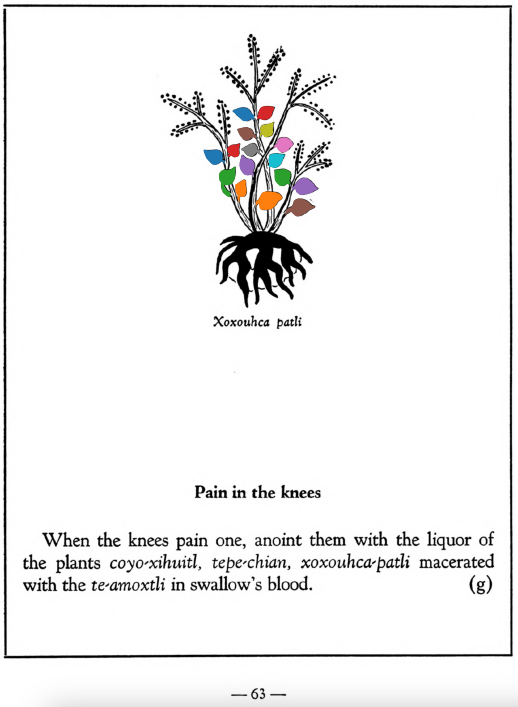 Xoxouhca patli
Pain in the knees
When the knees pain one, anoint them with the liquor of
the plants coyo-xihuitl, tepe-chian, xoxouhca-patli macerated
with the te-amoxtli in swallow's blood. (g)
— 63 —